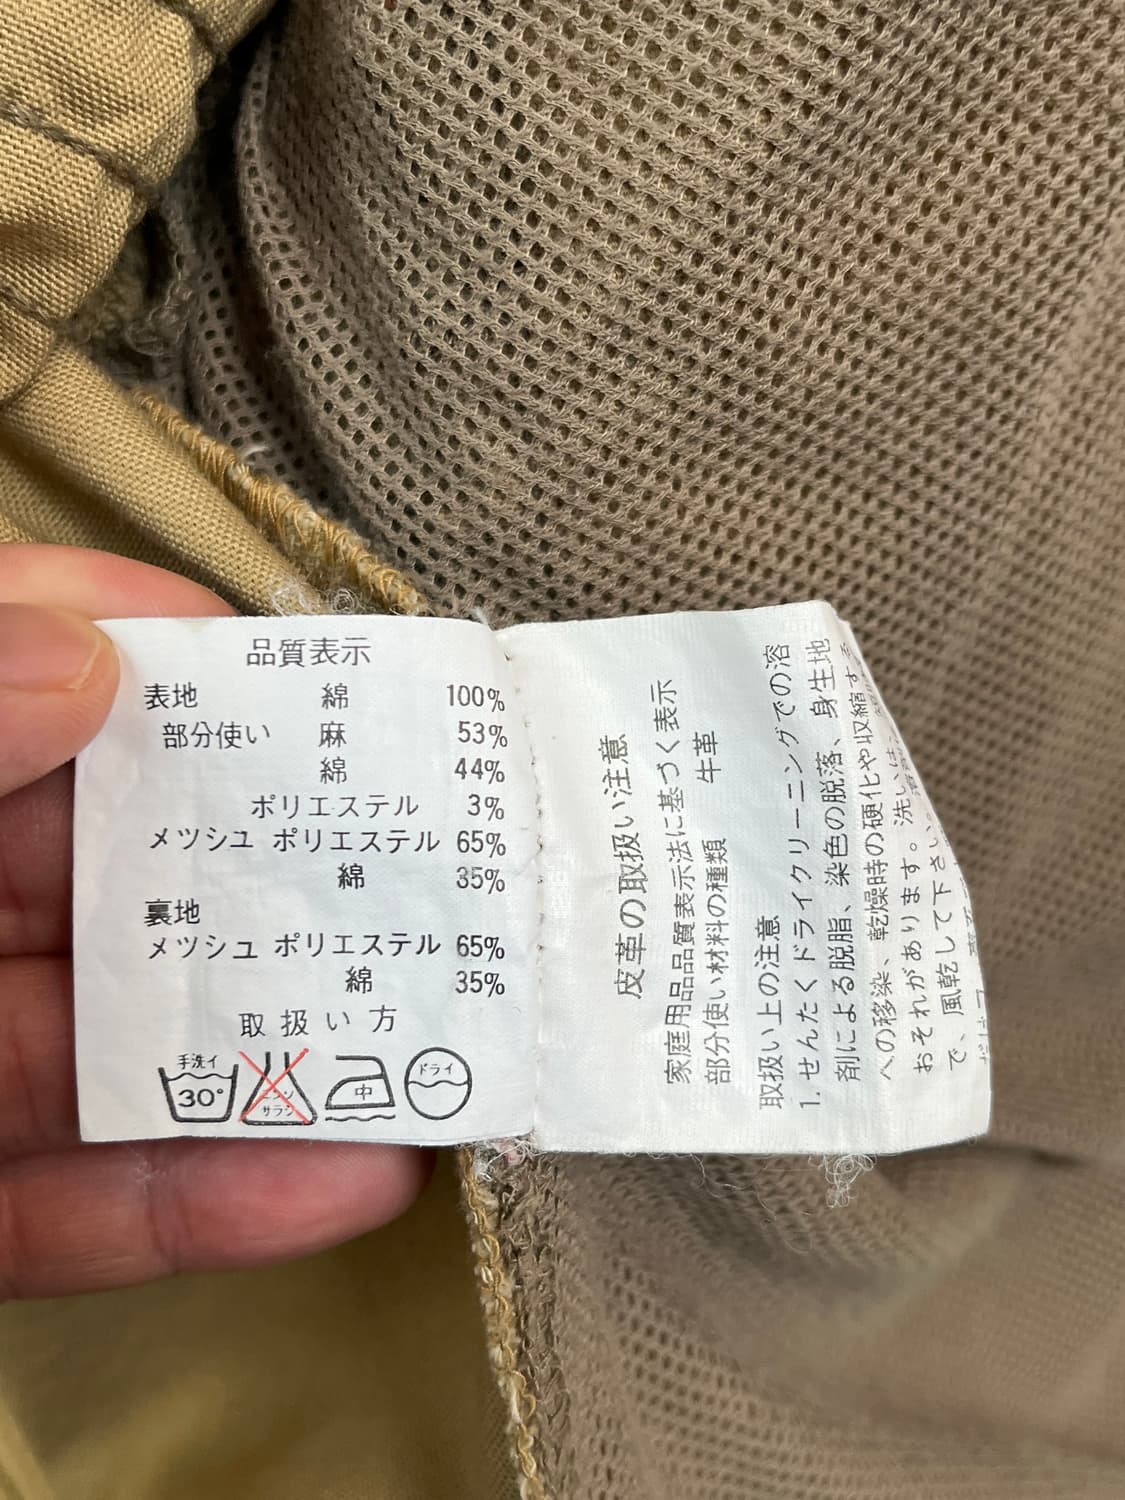 品質表示
表地 綿 100%
部分使い 麻 53%
綿 44%
ポリエステル 3%
メツシユ ポリエステル 65%
綿 35%
裏地
メツシュ ポリエステル 65%
綿 35%
取扱い方
手洗イ
30°
エンソ
サラシ
中
ドライ
皮革の取扱い注意
家庭用品品質表示法に基づく表示
部分使い材料の種類 牛革
取扱い上の注意
1. せんたくドライクリーニングでの溶
剤による脱脂、染色の脱落、身生地
への移染、乾燥時の硬化や収縮する
おそれがあります。洗いは
で、風乾して下さい。